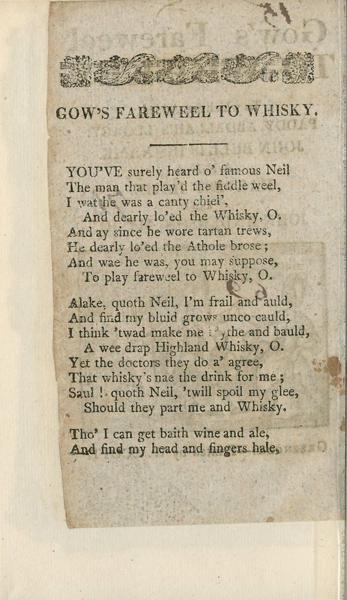 GOW'S FAREWEEL TO WHISKY.
YOU'VE surely heard o' famous Neil
The man that play'd the fiddle weel,
I wat he was a canty chiel',
And dearly lo'ed the Whisky, O.
And ay since he wore tartan trews,
He dearly lo'ed the Athole brose;
And wae he was, you may suppose,
To play fareweel to Whisky, O.
Alake, quoth Neil, I'm frail and auld,
And find my bluid grows unco cauld,
I think 'twad make me blythe and bauld,
A wee drap Highland Whisky, O.
Yet the doctors they do a' agree,
That whisky's nae the drink for me;
Saul! quoth Neil, 'twill spoil my glee,
Should they part me and Whisky.
Tho' I can get baith wine and ale,
And find my head and fingers hale,